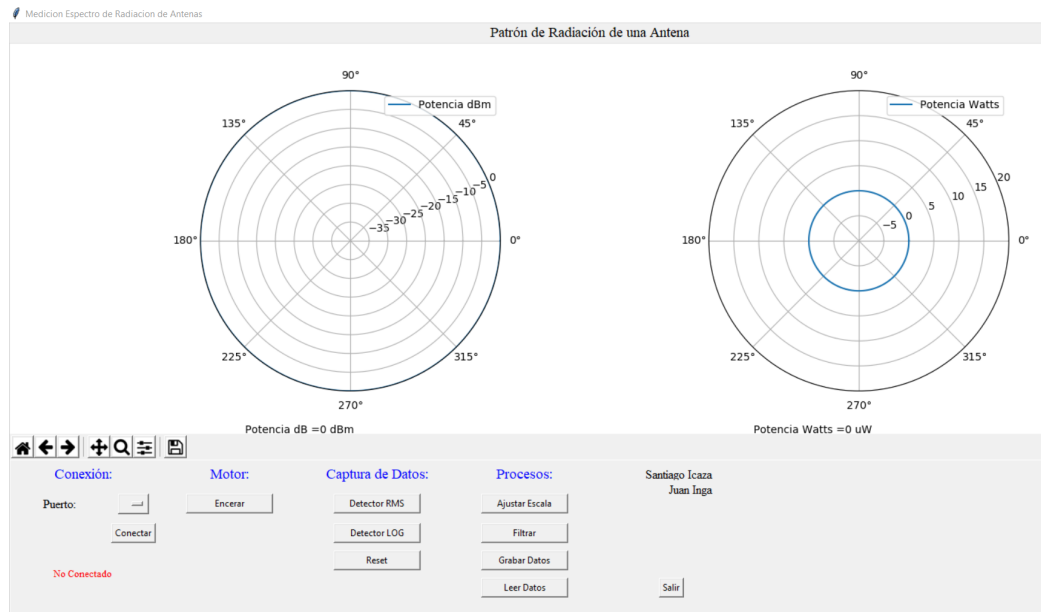 Medicion Espectro de Radiacion de Antenas
Patrón de Radiación de una Antena
90°
Potencia dBm
135°
45°
0
−5
−10
−15
−20
−25
−30
−35
180°
0°
225°
315°
270°
Potencia dB =0 dBm
90°
Potencia Watts
135°
45°
20
15
10
5
0
−5
180°
0°
225°
315°
270°
Potencia Watts =0 uW
Conexión:
Puerto:
Conectar
No Conectado
Motor:
Encerar
Captura de Datos:
Detector RMS
Detector LOG
Reset
Procesos:
Ajustar Escala
Filtrar
Grabar Datos
Leer Datos
Santiago Icaza
Juan Inga
Salir